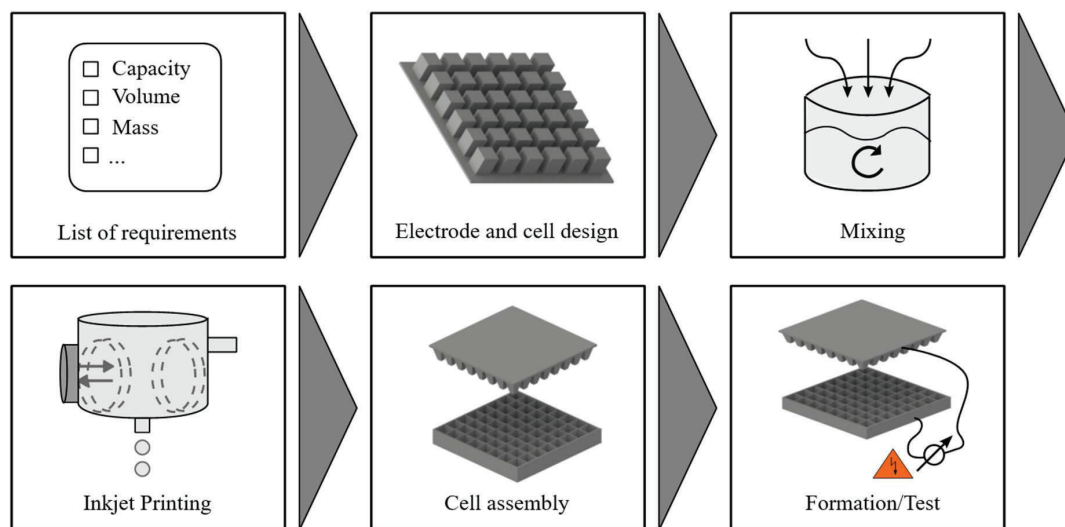 Capacity
Volume
Mass
...
List of requirements
Electrode and cell design
Mixing
Inkjet Printing
Cell assembly
Formation/Test